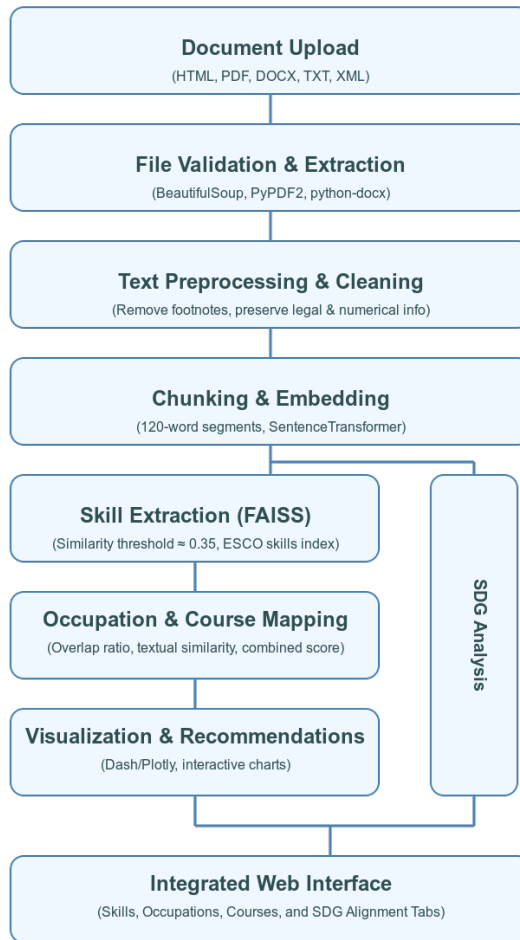 Document Upload
(HTML, PDF, DOCX, TXT, XML)
File Validation & Extraction
(BeautifulSoup, PyPDF2, python-docx)
Text Preprocessing & Cleaning
(Remove footnotes, preserve legal & numerical info)
Chunking & Embedding
(120-word segments, SentenceTransformer)
Skill Extraction (FAISS)
(Similarity threshold ≈ 0.35, ESCO skills index)
Occupation & Course Mapping
(Overlap ratio, textual similarity, combined score)
Visualization & Recommendations
(Dash/Plotly, interactive charts)
SDG Analysis
Integrated Web Interface
(Skills, Occupations, Courses, and SDG Alignment Tabs)